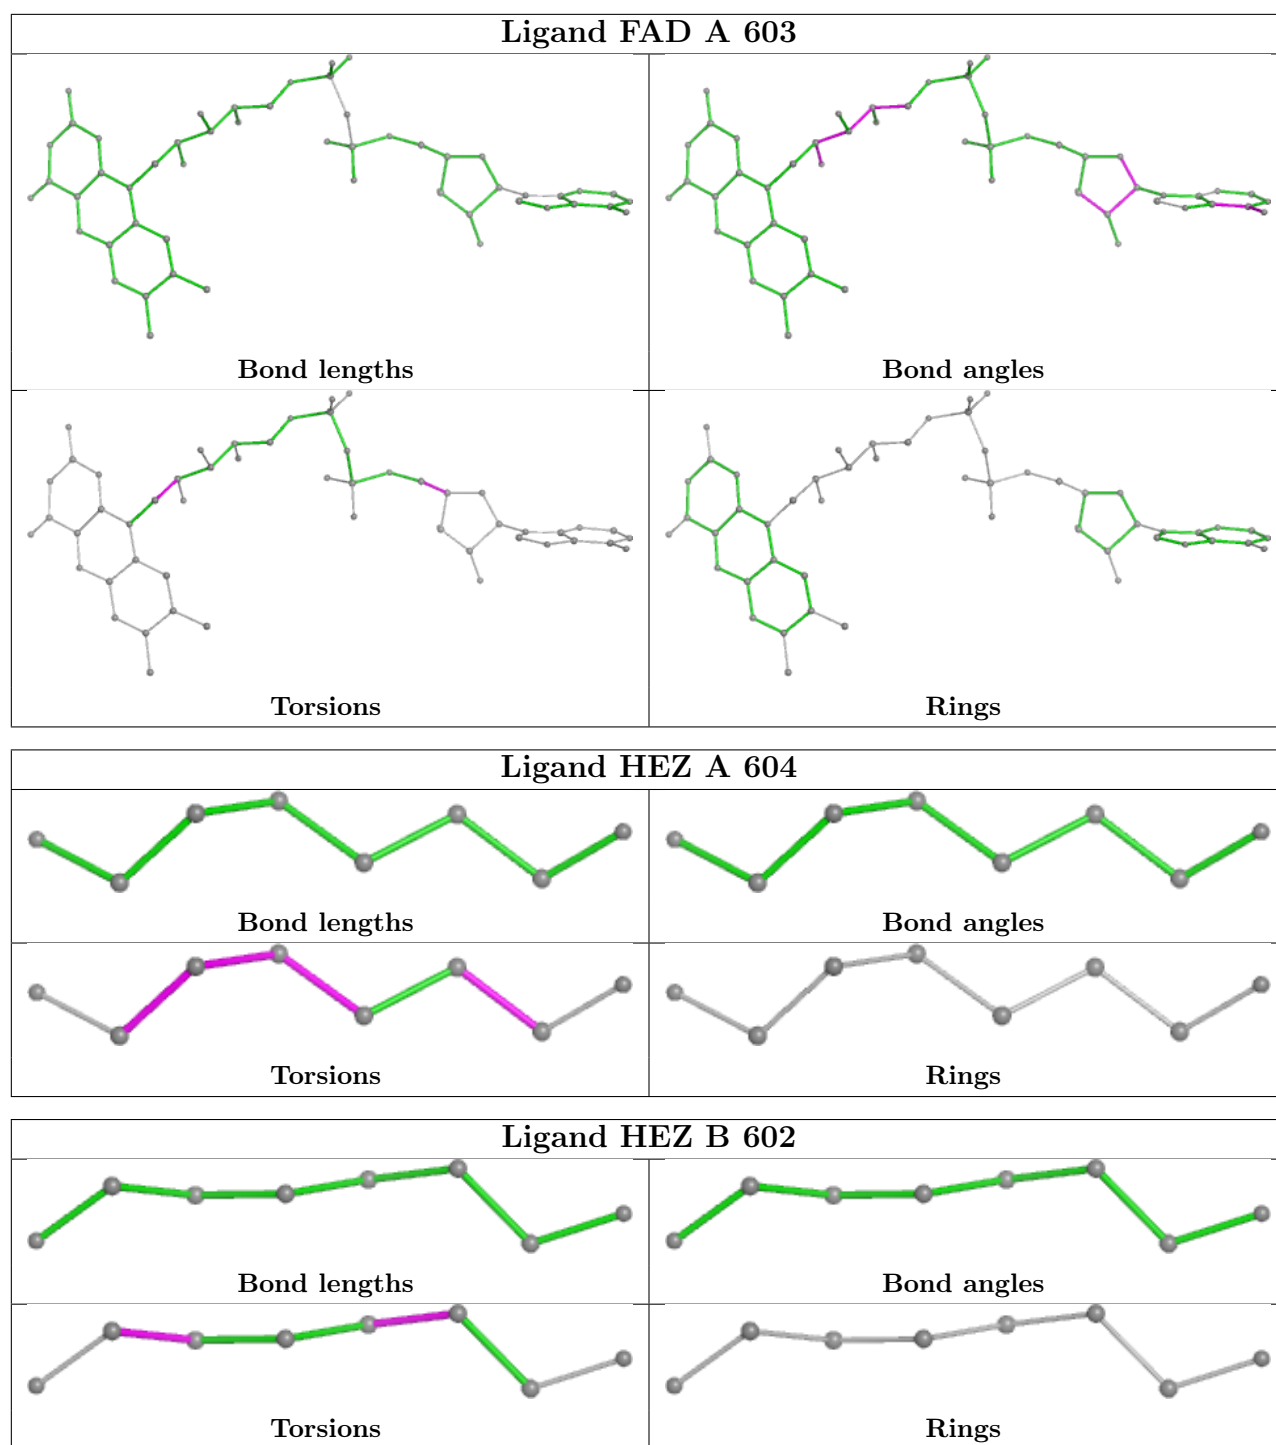 Ligand FAD A 603
Bond lengths
Bond angles
Torsions
Rings
Ligand HEZ A 604
Bond lengths
Bond angles
Torsions
Rings
Ligand HEZ B 602
Bond lengths
Bond angles
Torsions
Rings